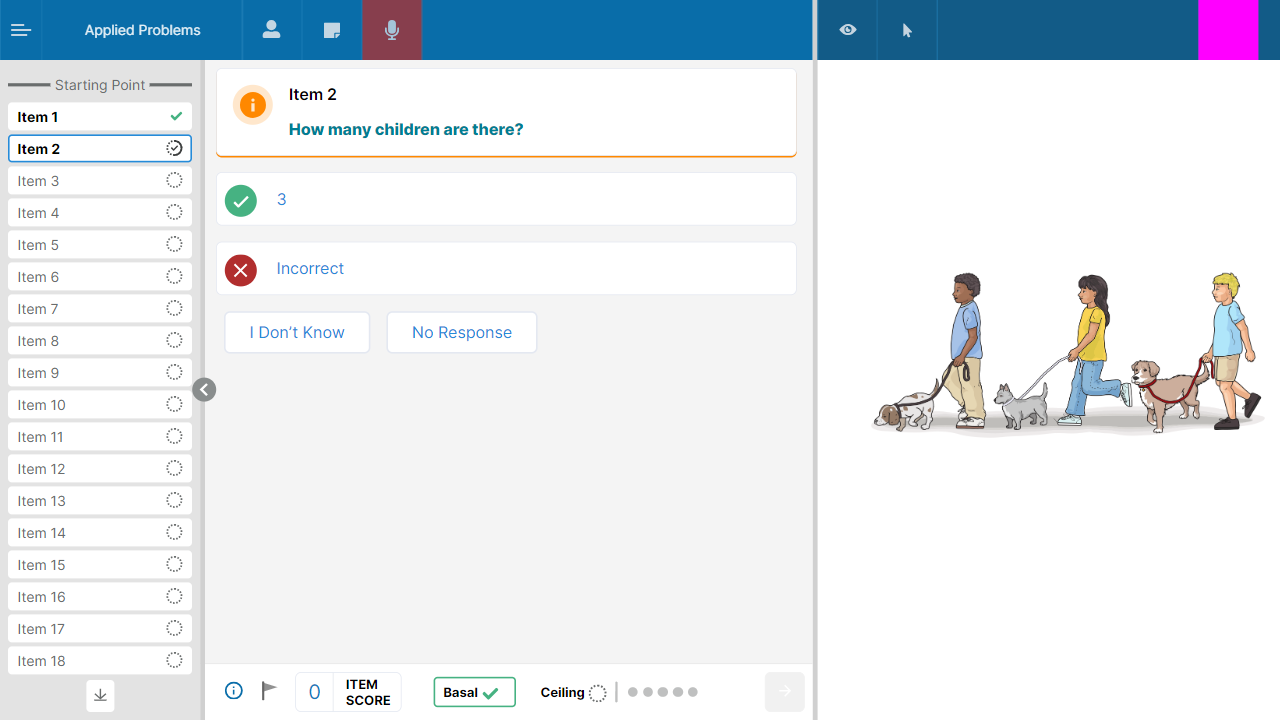 Applied Problems
Starting Point
Item 1
Item 2
Item 3
Item 4
Item 5
Item 6
Item 7
Item 8
Item 9
Item 10
Item 11
Item 12
Item 13
Item 14
Item 15
Item 16
Item 17
Item 18
Item 2
How many children are there?
3
Incorrect
I Don’t Know
No Response
0
ITEM
SCORE
Basal
Ceiling